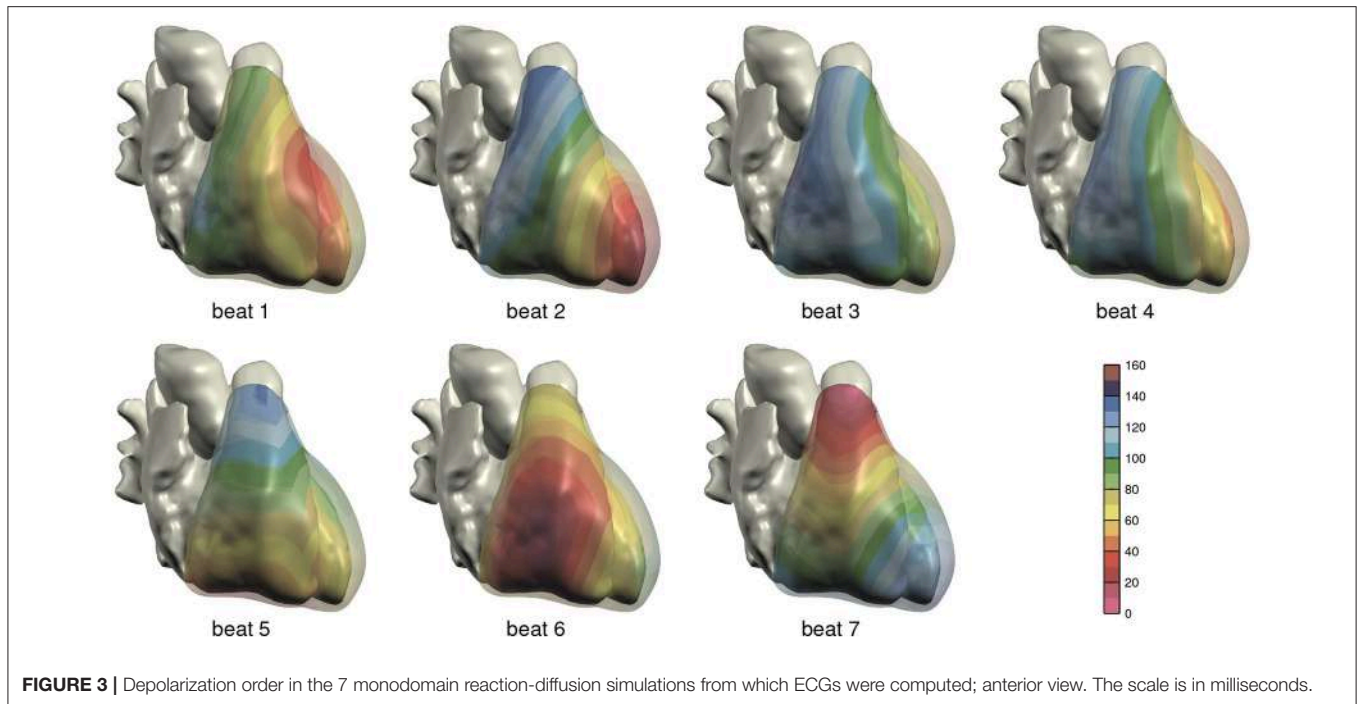 beat 1
beat 2
beat 3
beat 4
beat 5
beat 6
beat 7
160
140
120
100
80
60
40
20
0
FIGURE 3 | Depolarization order in the 7 monodomain reaction-diffusion simulations from which ECGs were computed; anterior view. The scale is in milliseconds.